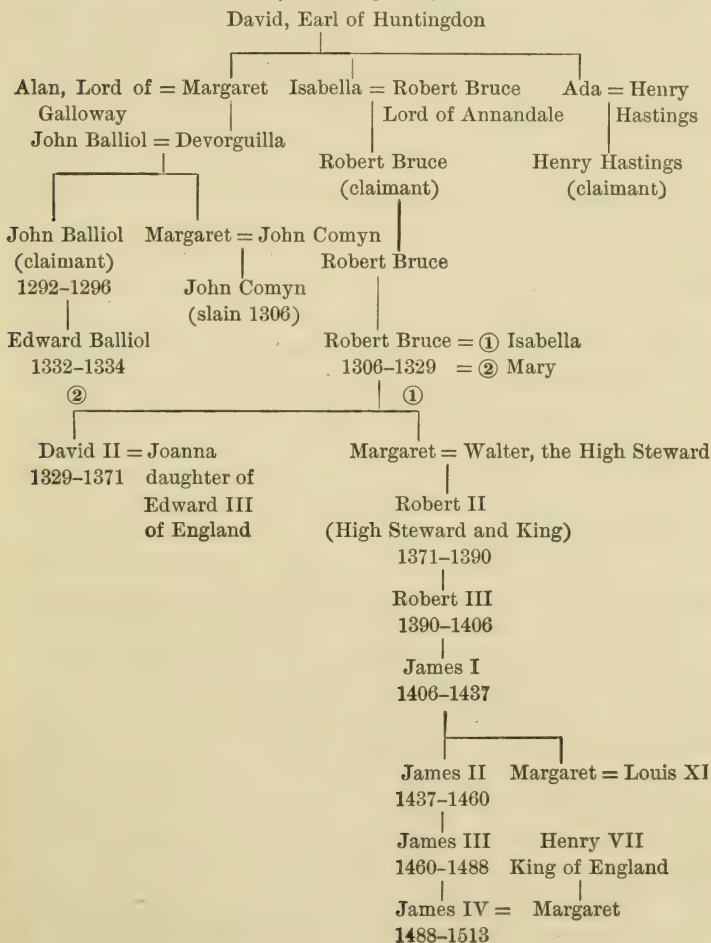 David, Earl of Huntingdon
Alan, Lord of = Margaret Isabella = Robert Bruce Ada = Henry
Galloway Lord of Annandale Hastings
John Balliol = Devorguilla
Robert Bruce Henry Hastings
(claimant) (claimant)
John Balliol Margaret = John Comyn
(claimant) Robert Bruce
1292–1296 John Comyn
(slain 1306)
Edward Balliol Robert Bruce = ① Isabella
1332–1334 1306–1329 = ② Mary
② ①
David II = Joanna Margaret = Walter, the High Steward
1329–1371 daughter of
Edward III Robert II
of England (High Steward and King)
1371–1390
Robert III
1390–1406
James I
1406–1437
James II Margaret = Louis XI
1437–1460
James III Henry VII
1460–1488 King of England
James IV = Margaret
1488–1513